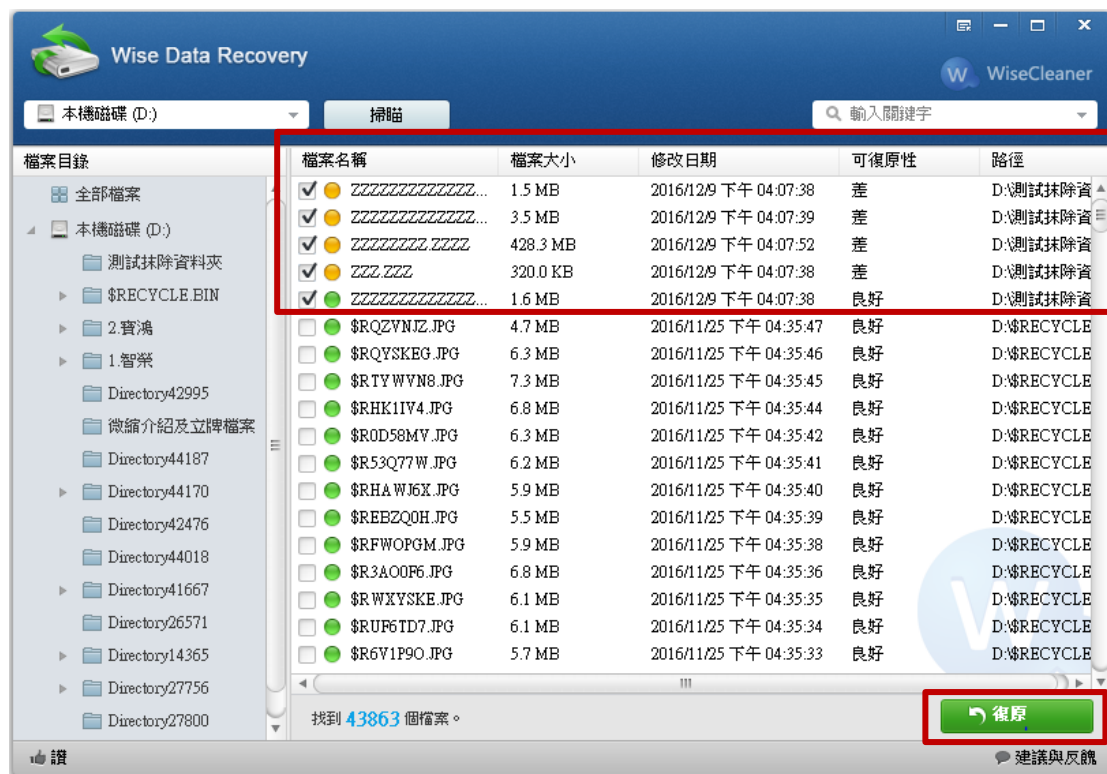 Wise Data Recovery
W WiseCleaner
本機磁碟 (D:) 掃瞄 輸入關鍵字
檔案目錄
全部檔案
本機磁碟 (D:)
測試抹除資料夾
$RECYCLE.BIN
2.寶鴻
1.智榮
Directory42995
微縮介紹及立牌檔案
Directory44187
Directory44170
Directory42476
Directory44018
Directory41667
Directory26571
Directory14365
Directory27756
Directory27800
檔案名稱 檔案大小 修改日期 可復原性 路徑
ZZZZZZZZZZZZZ... 1.5 MB 2016/12/9 下午 04:07:38 差 D:\測試抹除資
ZZZZZZZZZZZZZ... 3.5 MB 2016/12/9 下午 04:07:39 差 D:\測試抹除資
ZZZZZZZZ.ZZZZ 428.3 MB 2016/12/9 下午 04:07:52 差 D:\測試抹除資
ZZZ.ZZZ 320.0 KB 2016/12/9 下午 04:07:38 差 D:\測試抹除資
ZZZZZZZZZZZZZ... 1.6 MB 2016/12/9 下午 04:07:38 良好 D:\測試抹除資
$RQZVNJZ.JPG 4.7 MB 2016/11/25 下午 04:35:47 良好 D:\$RECYCLE
$RQYSKEG.JPG 6.3 MB 2016/11/25 下午 04:35:46 良好 D:\$RECYCLE
$RTYWVN8.JPG 7.3 MB 2016/11/25 下午 04:35:45 良好 D:\$RECYCLE
$RHK1IV4.JPG 6.8 MB 2016/11/25 下午 04:35:44 良好 D:\$RECYCLE
$R0D58MV.JPG 6.3 MB 2016/11/25 下午 04:35:42 良好 D:\$RECYCLE
$R53Q77W.JPG 6.2 MB 2016/11/25 下午 04:35:41 良好 D:\$RECYCLE
$RHAWJ6X.JPG 5.9 MB 2016/11/25 下午 04:35:40 良好 D:\$RECYCLE
$REBZQ0H.JPG 5.5 MB 2016/11/25 下午 04:35:39 良好 D:\$RECYCLE
$RFWOPGM.JPG 5.9 MB 2016/11/25 下午 04:35:38 良好 D:\$RECYCLE
$R3AO0F6.JPG 6.8 MB 2016/11/25 下午 04:35:36 良好 D:\$RECYCLE
$RWXYSKE.JPG 6.1 MB 2016/11/25 下午 04:35:35 良好 D:\$RECYCLE
$RUF6TD7.JPG 6.1 MB 2016/11/25 下午 04:35:34 良好 D:\$RECYCLE
$R6V1P9O.JPG 5.7 MB 2016/11/25 下午 04:35:33 良好 D:\$RECYCLE
找到 43863 個檔案。 復原
讚 建議與反餽